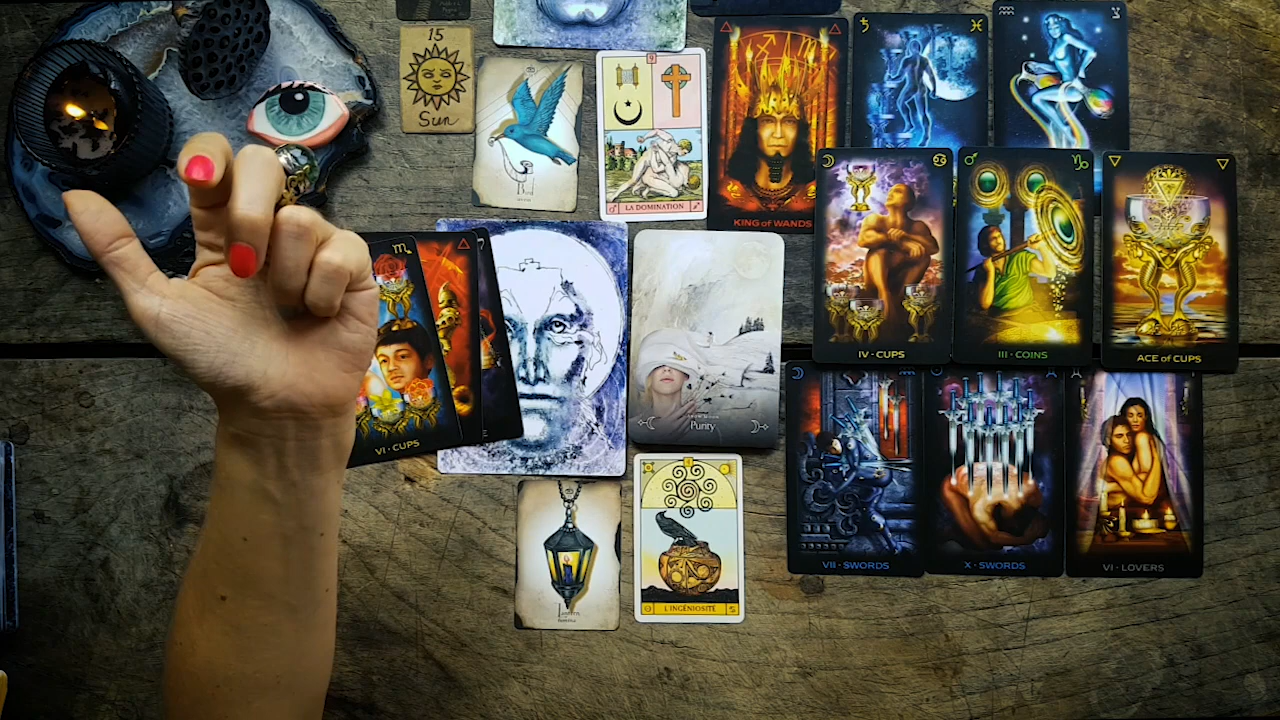 15
Sun
9
LA DOMINATION
KING of WANDS
IV · CUPS
III · COINS
ACE of CUPS
VI · CUPS
Purity
VII · SWORDS
X · SWORDS
VI · LOVERS
L'INGÉNIOSITÉ